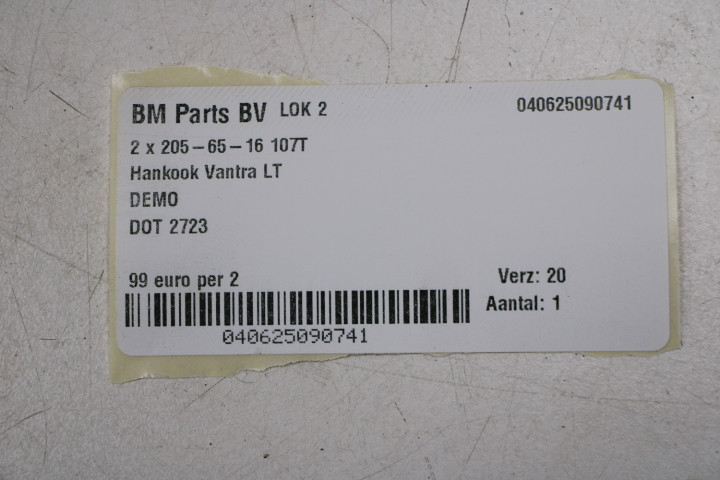 BM Parts BV LOK 2 040625090741
2 x 205-65-16 107T
Hankook Vantra LT
DEMO
DOT 2723
99 euro per 2 Verz: 20
Aantal: 1
040625090741